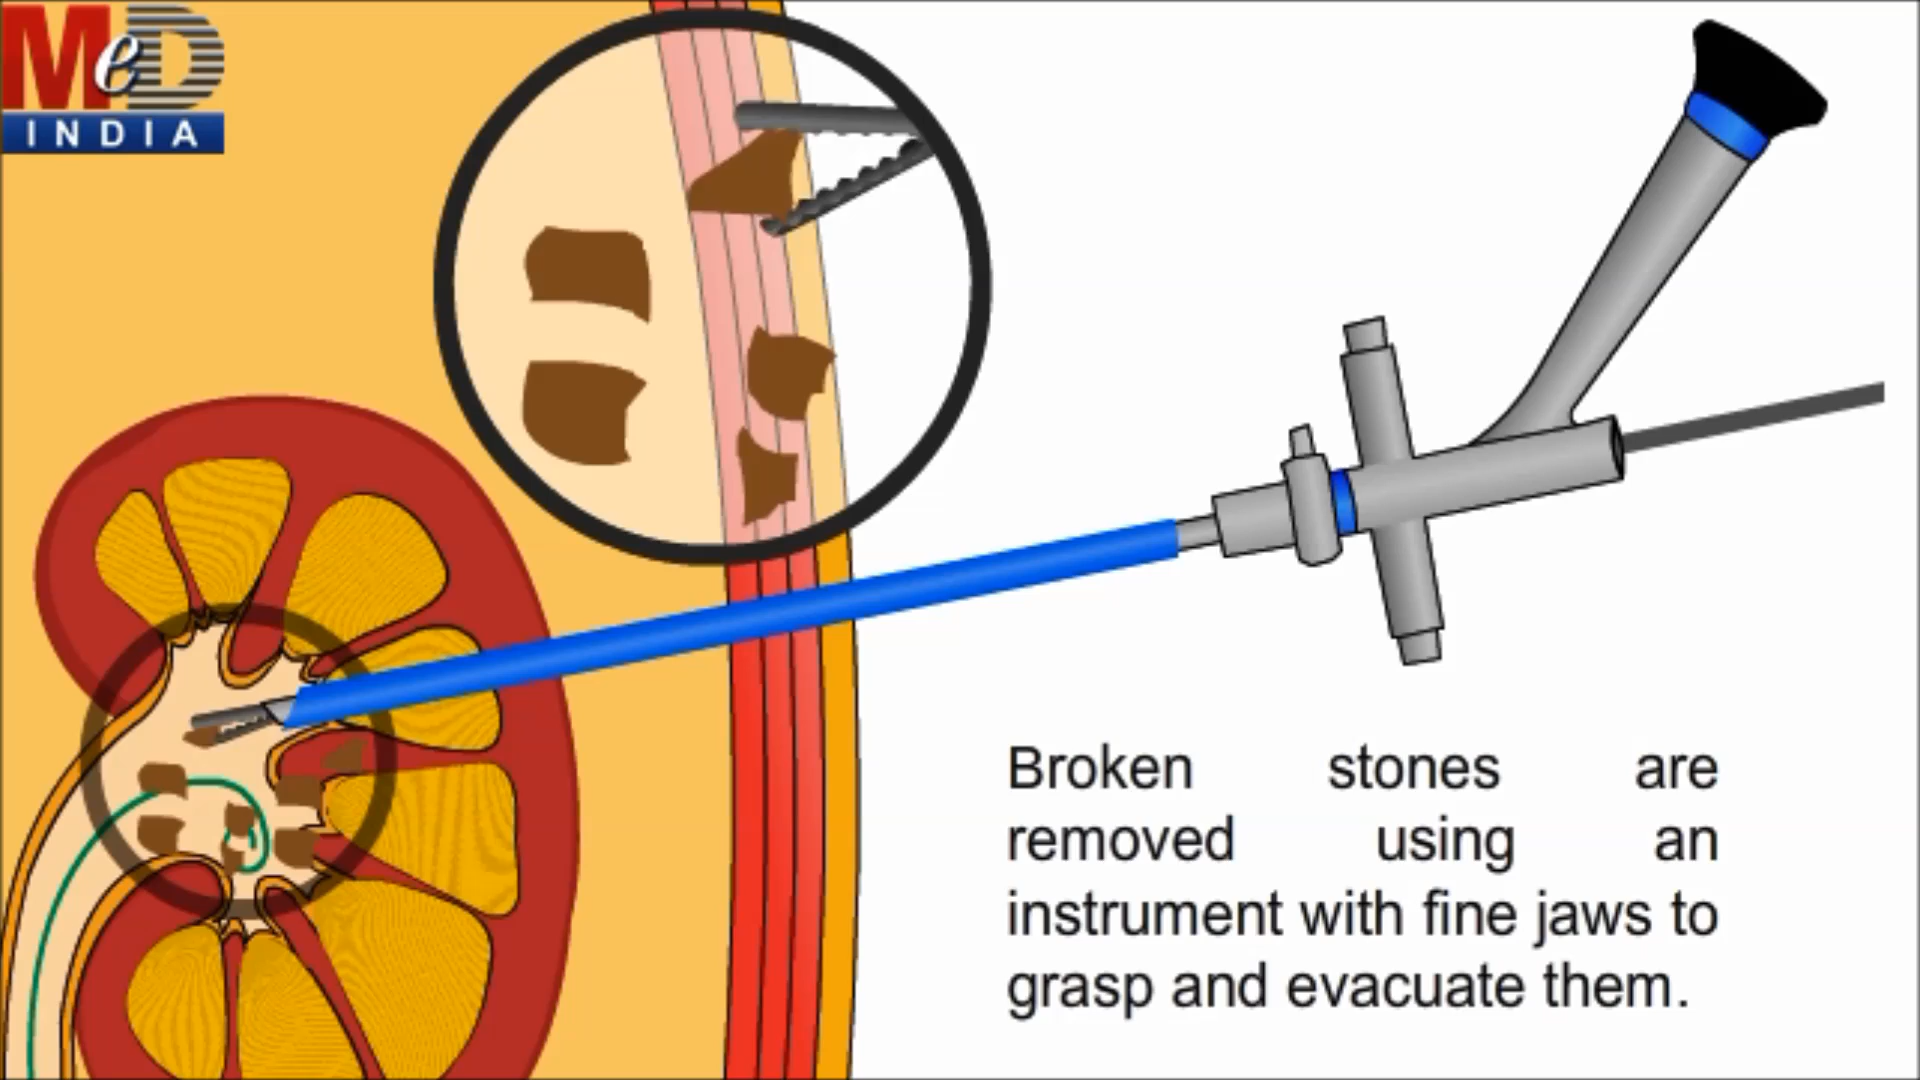 MeD
INDIA
Broken stones are
removed using an
instrument with fine jaws to
grasp and evacuate them.